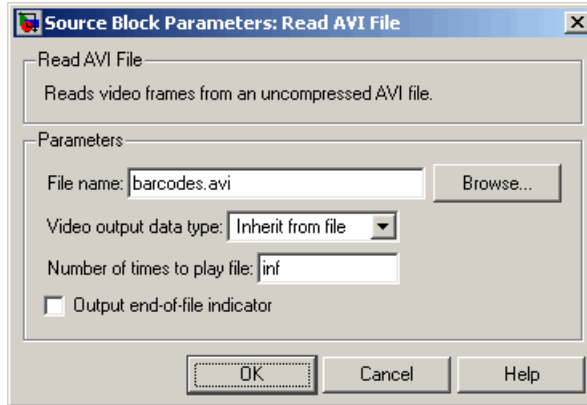 Source Block Parameters: Read AVI File
Read AVI File
Reads video frames from an uncompressed AVI file.
Parameters
File name: barcodes.avi Browse...
Video output data type: Inherit from file
Number of times to play file: inf
Output end-of-file indicator
OK Cancel Help